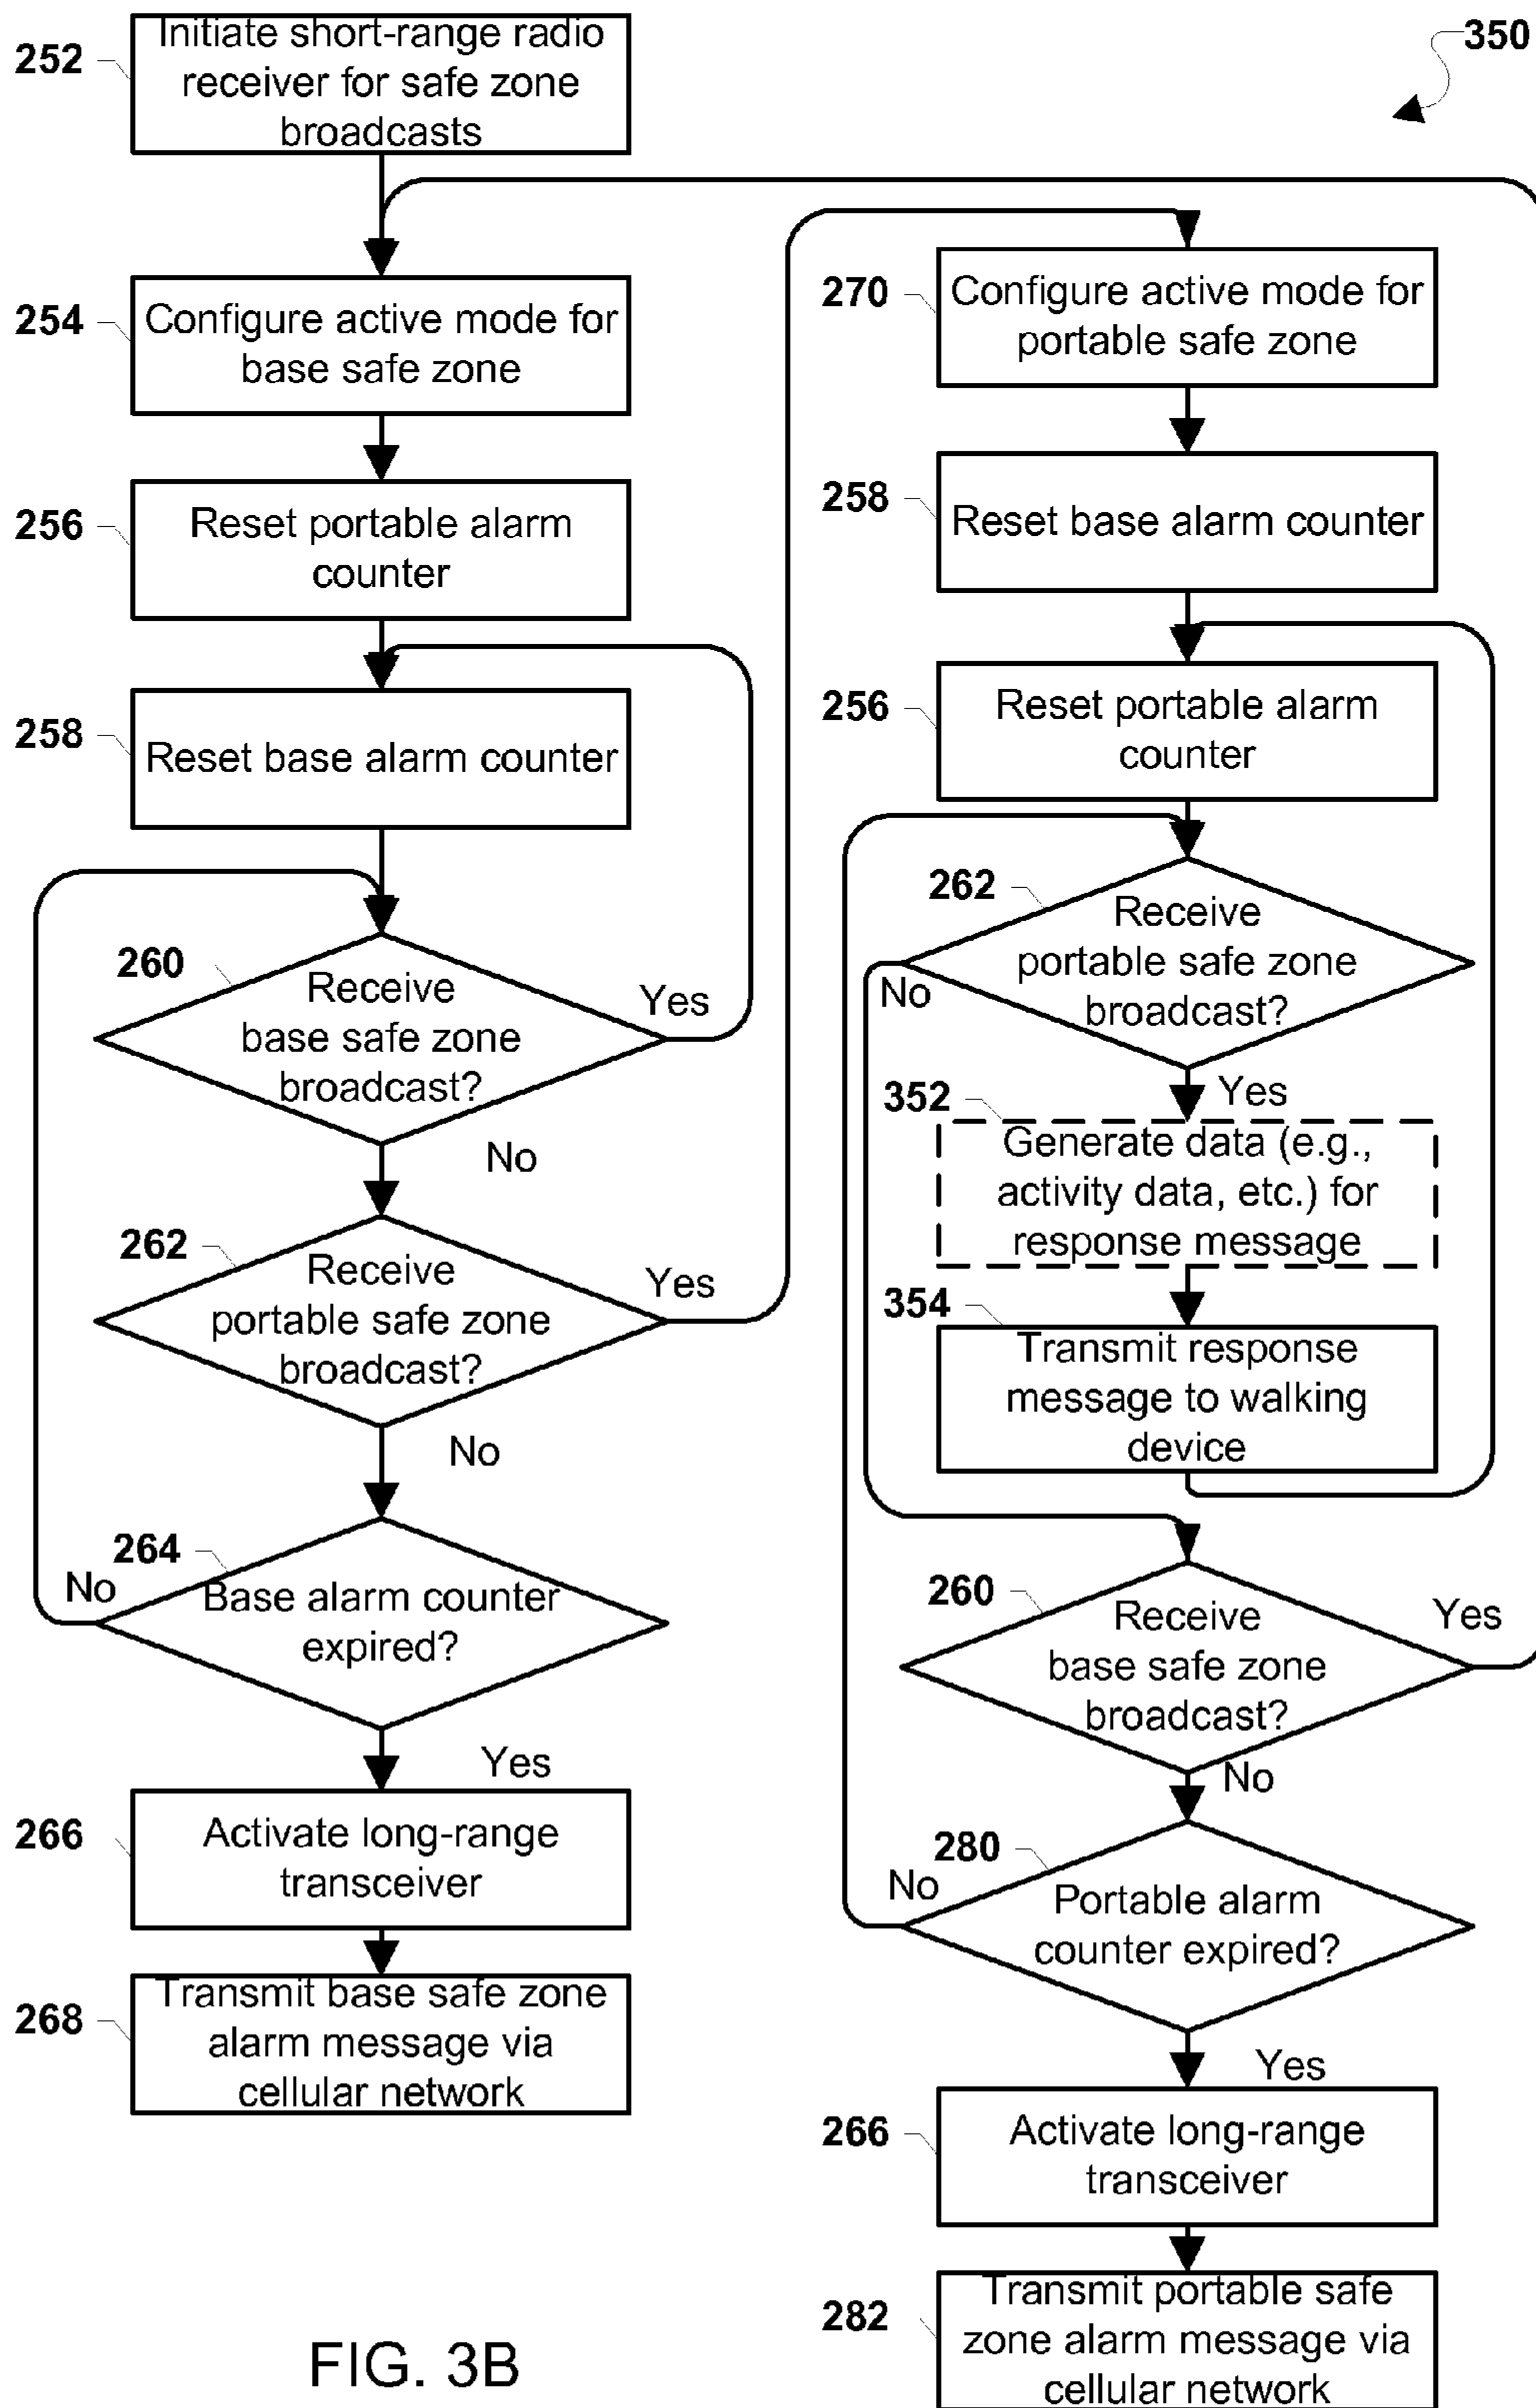 252
Initiate short-range radio
receiver for safe zone
broadcasts
350
254
Configure active mode for
base safe zone
256
Reset portable alarm
counter
258
Reset base alarm counter
260
Receive
base safe zone
broadcast?
Yes
No
262
Receive
portable safe zone
broadcast?
Yes
No
264
Base alarm counter
expired?
No
Yes
266
Activate long-range
transceiver
268
Transmit base safe zone
alarm message via
cellular network
270
Configure active mode for
portable safe zone
258
Reset base alarm counter
256
Reset portable alarm
counter
262
Receive
portable safe zone
broadcast?
No
Yes
352
Generate data (e.g.,
activity data, etc.) for
response message
354
Transmit response
message to walking
device
260
Receive
base safe zone
broadcast?
Yes
No
280
Portable alarm
counter expired?
No
Yes
266
Activate long-range
transceiver
282
Transmit portable safe
zone alarm message via
cellular network
FIG. 3B